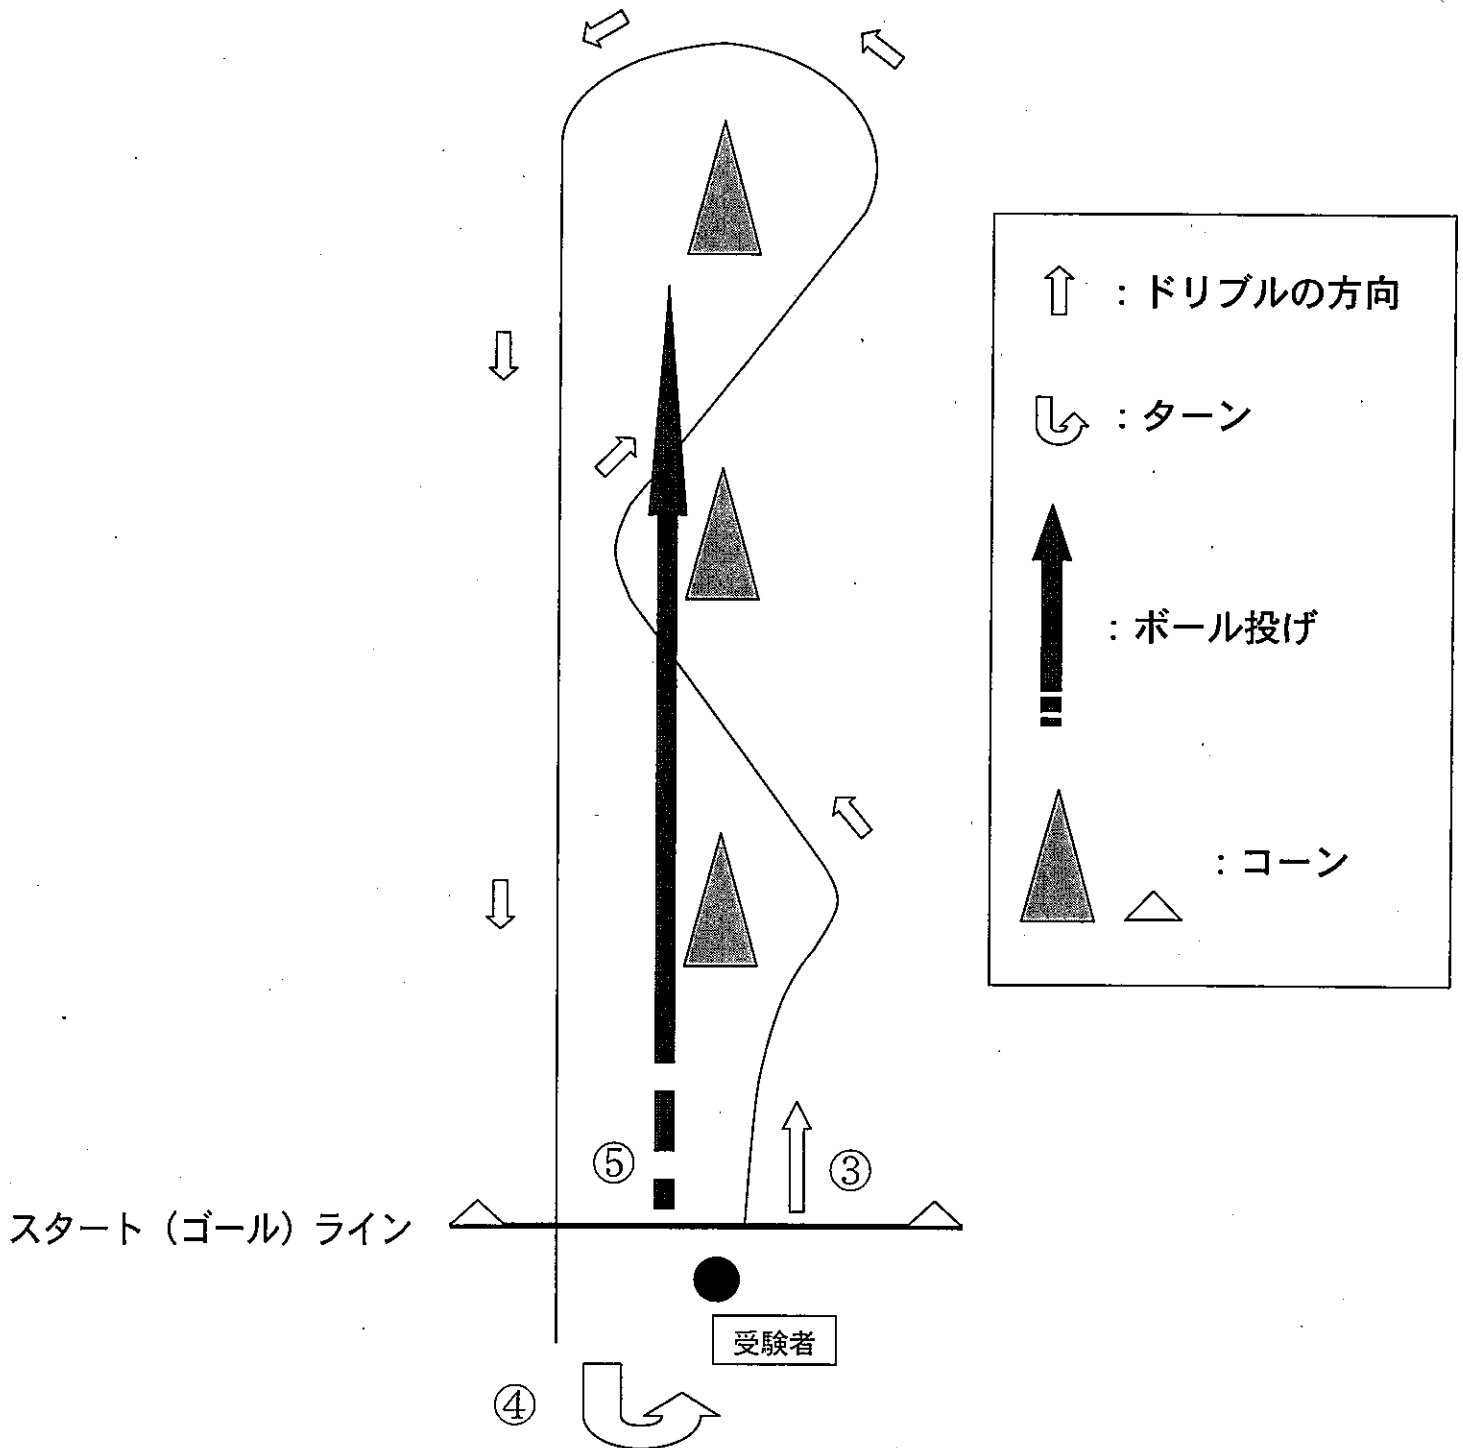 ：ドリブルの方向
：ターン
：ボール投げ
：コーン
⑤
③
スタート（ゴール）ライン
受験者
④